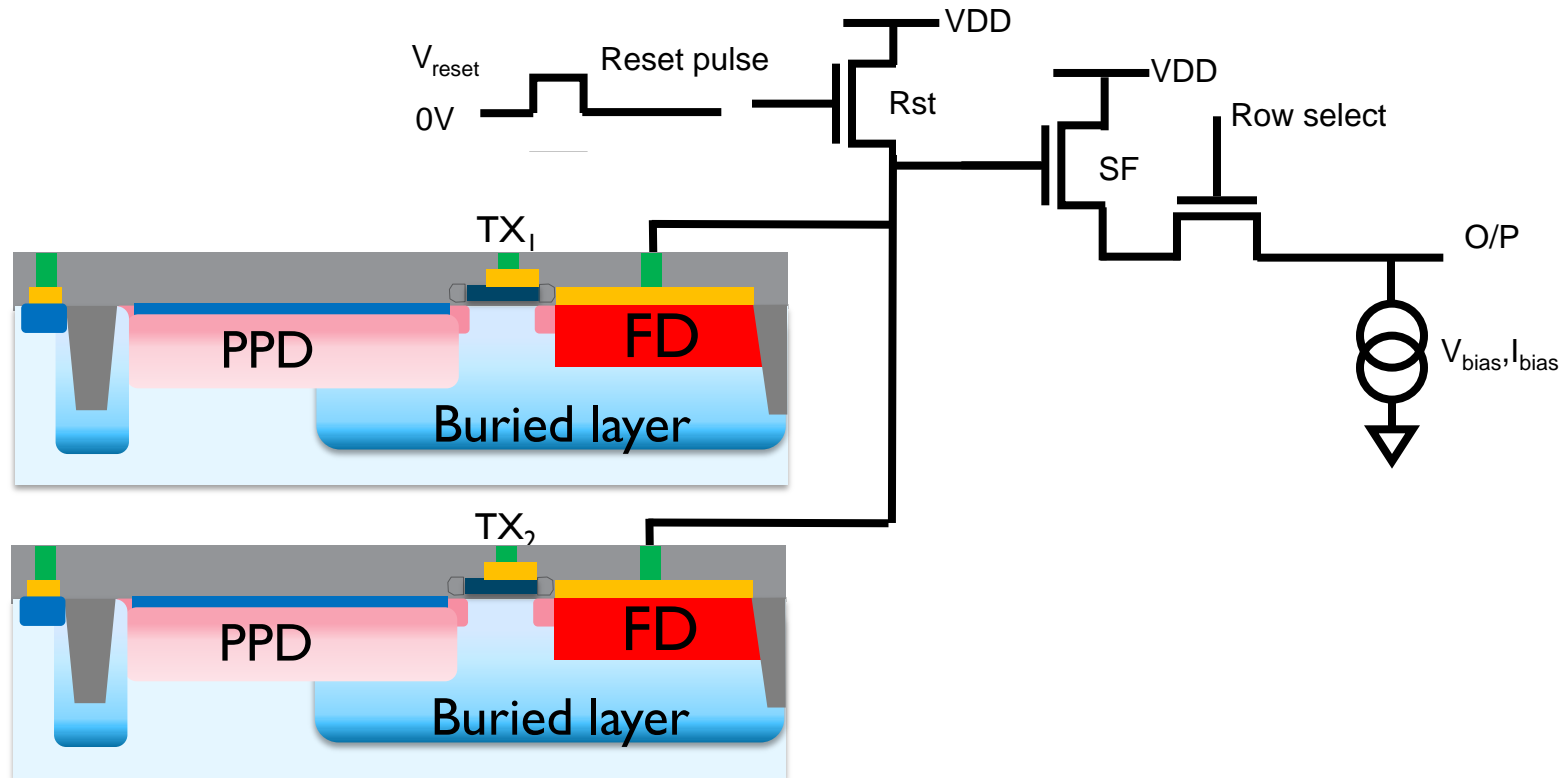 VDD
V_reset
Reset pulse
0V
Rst
VDD
Row select
SF
O/P
V_bias,I_bias
TX_1
PPD
FD
Buried layer
TX_2
PPD
FD
Buried layer